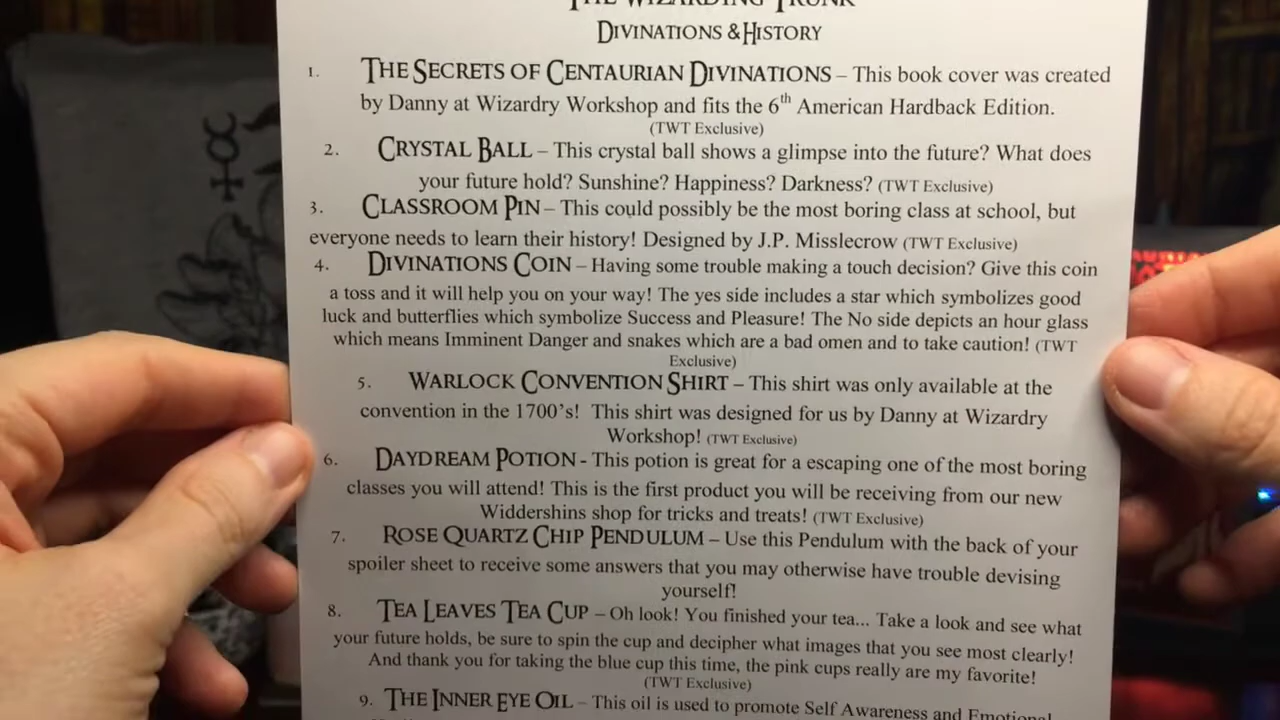 THE WIZARDING TRUNK
DIVINATIONS & HISTORY
1. THE SECRETS OF CENTAURIAN DIVINATIONS – This book cover was created
by Danny at Wizardry Workshop and fits the 6th American Hardback Edition.
(TWT Exclusive)
2. CRYSTAL BALL – This crystal ball shows a glimpse into the future? What does
your future hold? Sunshine? Happiness? Darkness? (TWT Exclusive)
3. CLASSROOM PIN – This could possibly be the most boring class at school, but
everyone needs to learn their history! Designed by J.P. Misslecrow (TWT Exclusive)
4. DIVINATIONS COIN – Having some trouble making a touch decision? Give this coin
a toss and it will help you on your way! The yes side includes a star which symbolizes good
luck and butterflies which symbolize Success and Pleasure! The No side depicts an hour glass
which means Imminent Danger and snakes which are a bad omen and to take caution! (TWT
Exclusive)
5. WARLOCK CONVENTION SHIRT – This shirt was only available at the
convention in the 1700's! This shirt was designed for us by Danny at Wizardry
Workshop! (TWT Exclusive)
6. DAYDREAM POTION - This potion is great for a escaping one of the most boring
classes you will attend! This is the first product you will be receiving from our new
Widdershins shop for tricks and treats! (TWT Exclusive)
7. ROSE QUARTZ CHIP PENDULUM – Use this Pendulum with the back of your
spoiler sheet to receive some answers that you may otherwise have trouble devising
yourself!
8. TEA LEAVES TEA CUP – Oh look! You finished your tea... Take a look and see what
your future holds, be sure to spin the cup and decipher what images that you see most clearly!
And thank you for taking the blue cup this time, the pink cups really are my favorite!
(TWT Exclusive)
9. THE INNER EYE OIL – This oil is used to promote Self Awareness and Emotional